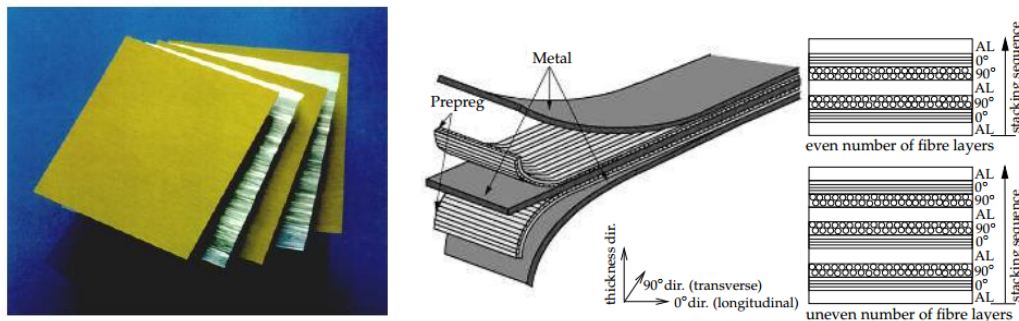 Metal
Prepreg
thickness dir.
90° dir. (transverse)
0° dir. (longitudinal)
AL
0°
90°
AL
90°
0°
AL
stacking sequence
even number of fibre layers
AL
0°
90°
AL
90°
0°
AL
90°
0°
AL
stacking sequence
uneven number of fibre layers